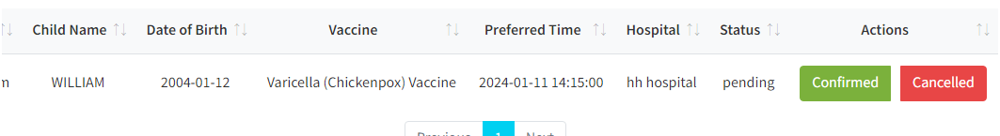 Child Name Date of Birth Vaccine Preferred Time Hospital Status Actions
WILLIAM 2004-01-12 Varicella (Chickenpox) Vaccine 2024-01-11 14:15:00 hh hospital pending Confirmed Cancelled
Previous 1 Next